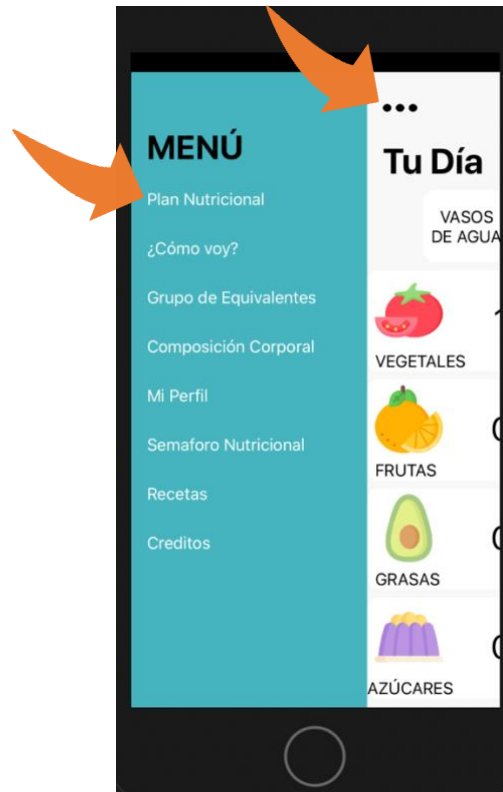 MENÚ
Plan Nutricional
¿Cómo voy?
Grupo de Equivalentes
Composición Corporal
Mi Perfil
Semaforo Nutricional
Recetas
Creditos
•••
Tu Día
VASOS
DE AGUA
VEGETALES
FRUTAS
GRASAS
AZÚCARES